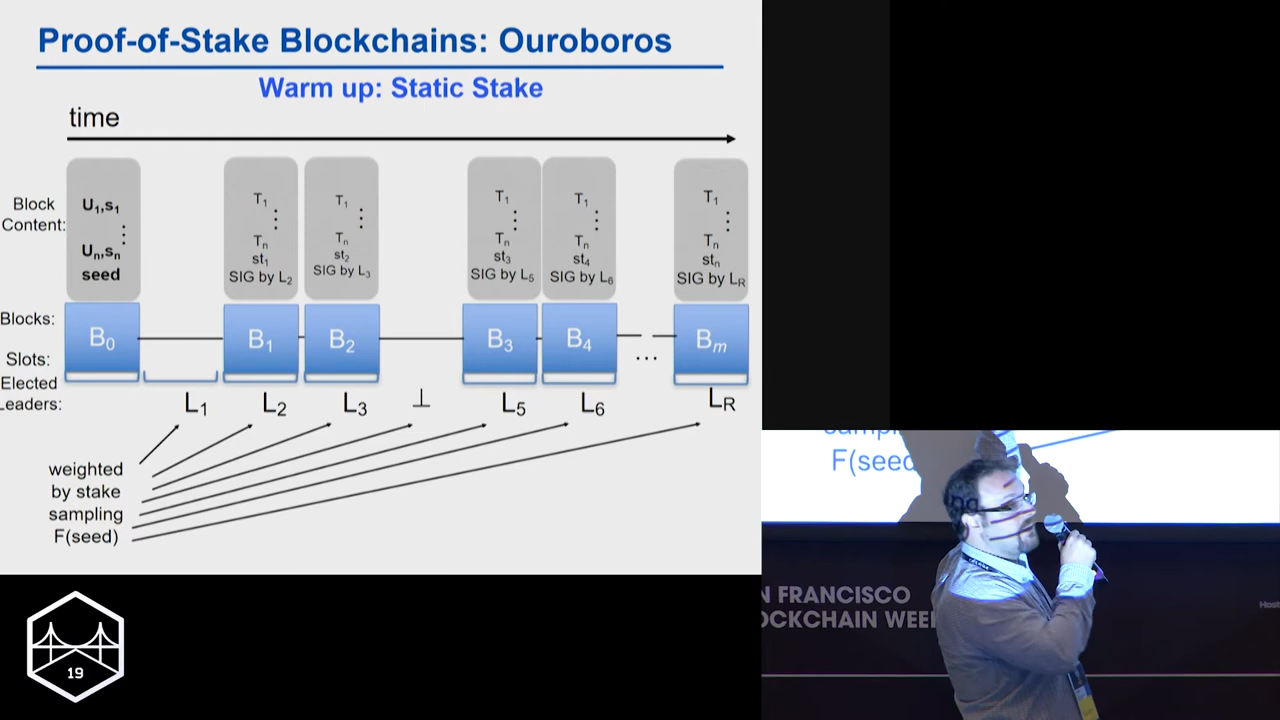 Proof-of-Stake Blockchains: Ouroboros
Warm up: Static Stake
time
Block
Content:
U₁,s₁
⋮
Uₙ,sₙ
seed
T₁
⋮
Tₙ
st₁
SIG by L₂
T₁
⋮
Tₙ
st₂
SIG by L₃
T₁
⋮
Tₙ
st₃
SIG by L₅
T₁
⋮
Tₙ
st₄
SIG by L₆
T₁
⋮
Tₙ
stₙ
SIG by L_R
Blocks:
B₀
B₁
B₂
B₃
B₄
...
Bₘ
Slots:
Elected
Leaders:
L₁
L₂
L₃
⊥
L₅
L₆
L_R
weighted
by stake
sampling
F(seed)
F(seed
N FRANCISCO
OCKCHAIN WEE
Host
19